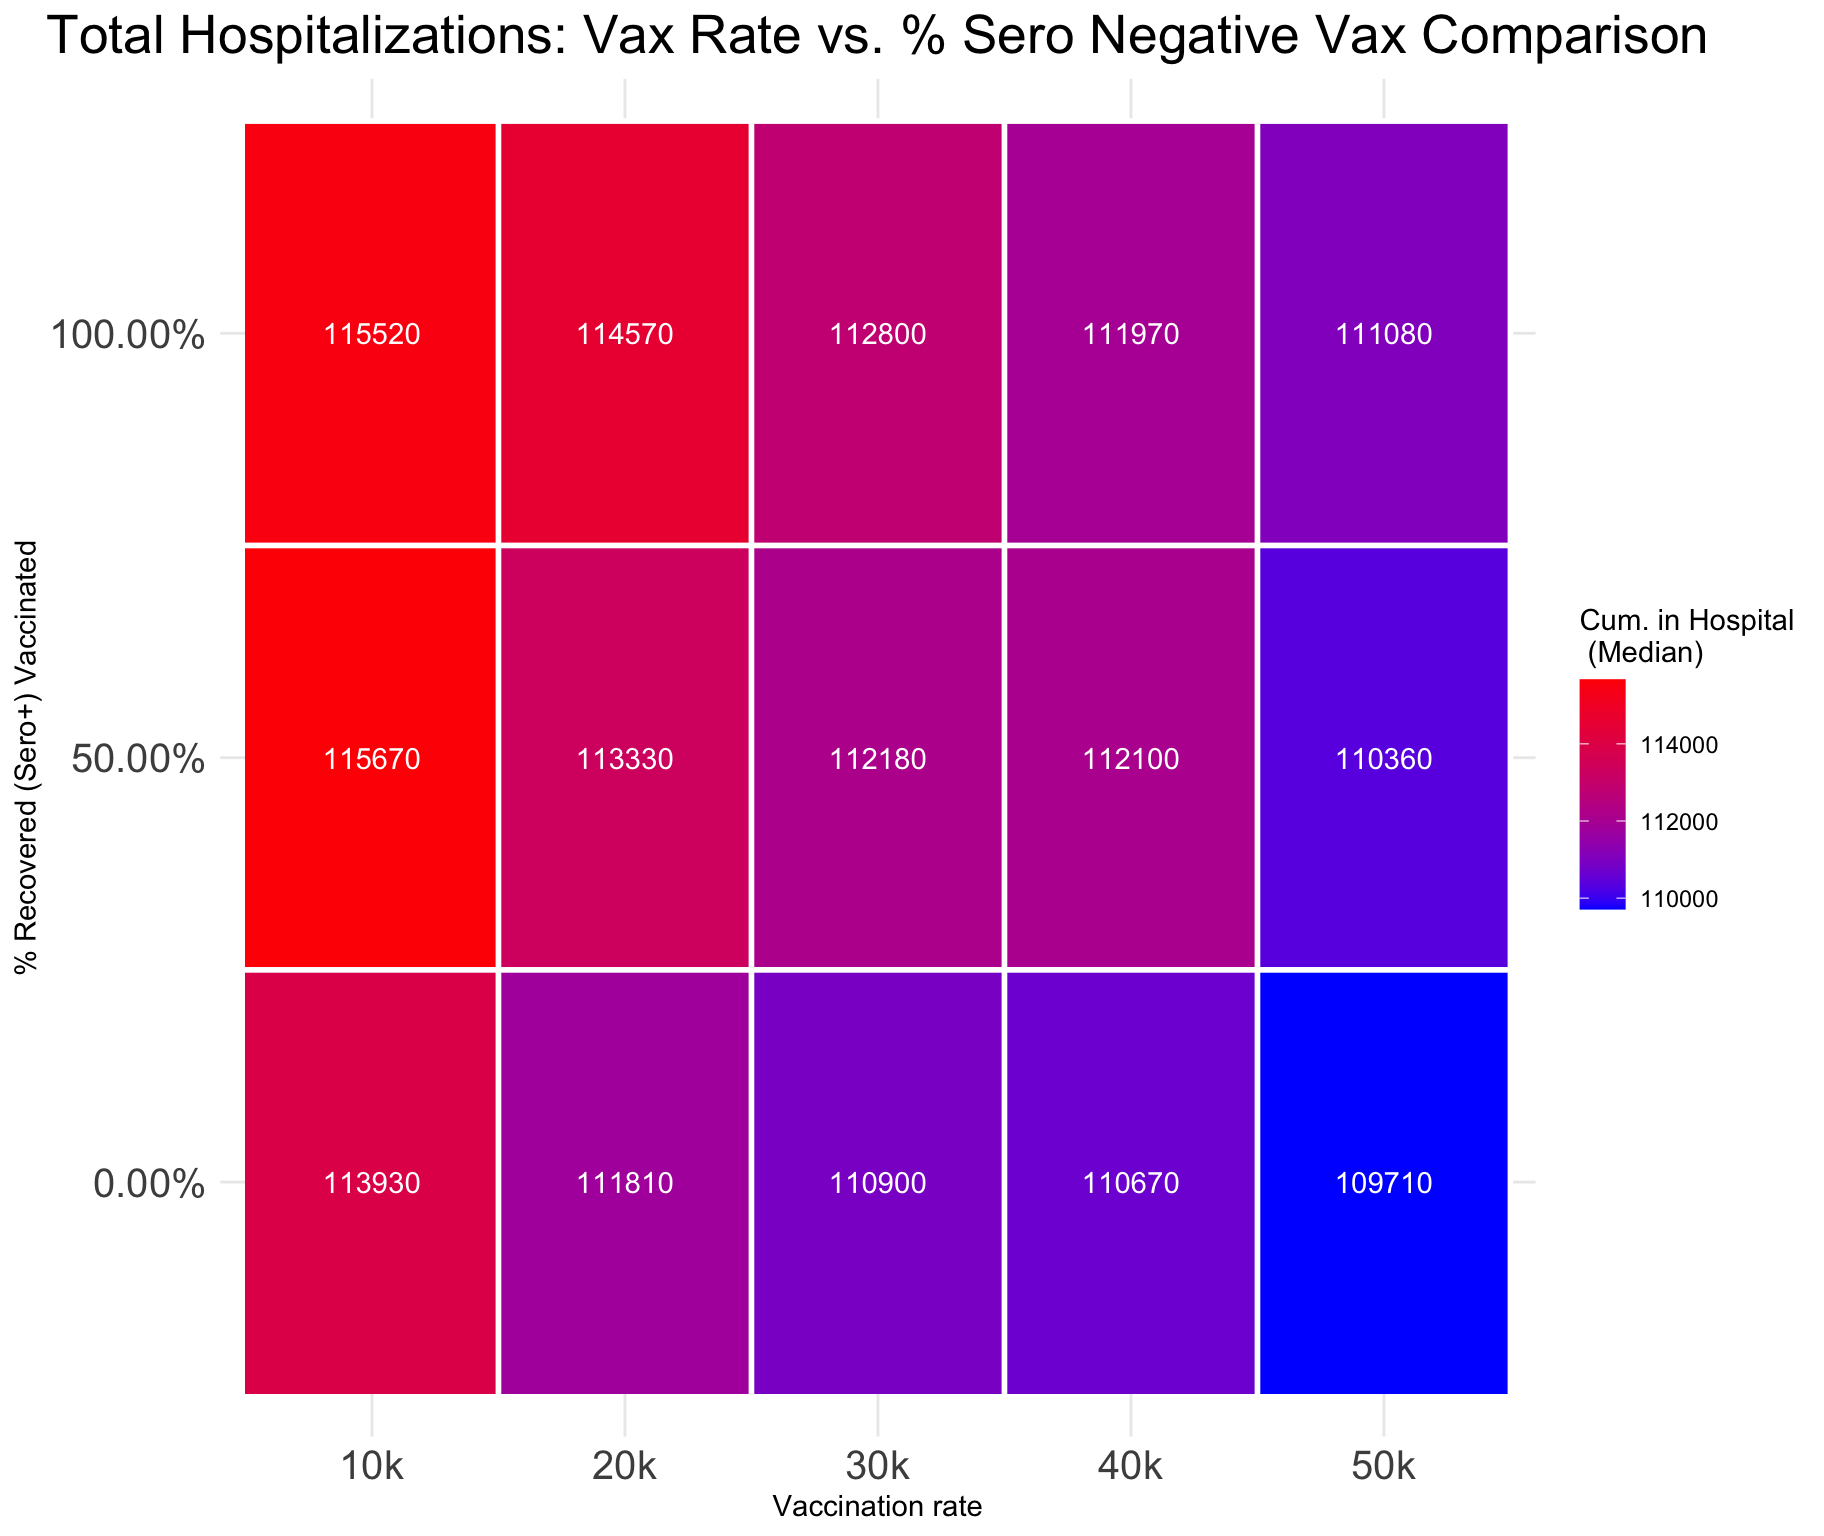 Total Hospitalizations: Vax Rate vs. % Sero Negative Vax Comparison
% Recovered (Sero+) Vaccinated
100.00%
115520 114570 112800 111970 111080
50.00%
115670 113330 112180 112100 110360
0.00%
113930 111810 110900 110670 109710
10k 20k 30k 40k 50k
Vaccination rate
Cum. in Hospital
(Median)
114000
112000
110000